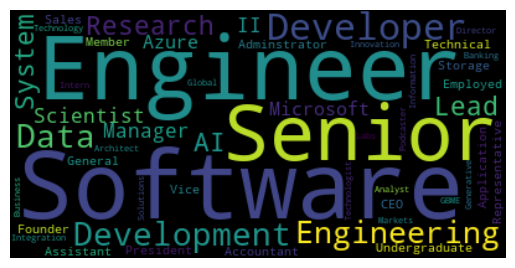 Sales
Technology
Research
II
Developer
Director
System
Member
Azure
Adminstrator
Innovation
Technical
Engineer
Banking
Storage
Intern
Global
Information
Employed
Scientist
Microsoft
Lead
Data
Manager
AI
Senior
Labs
Podcaster
Application
Representative
Architect
General
Software
Technologist
Business
Solutions
Vice
Analyst
CEO
Generative
Founder
Markets
Integration
Development
Engineering
Assistant
President
Accountant
Undergraduate